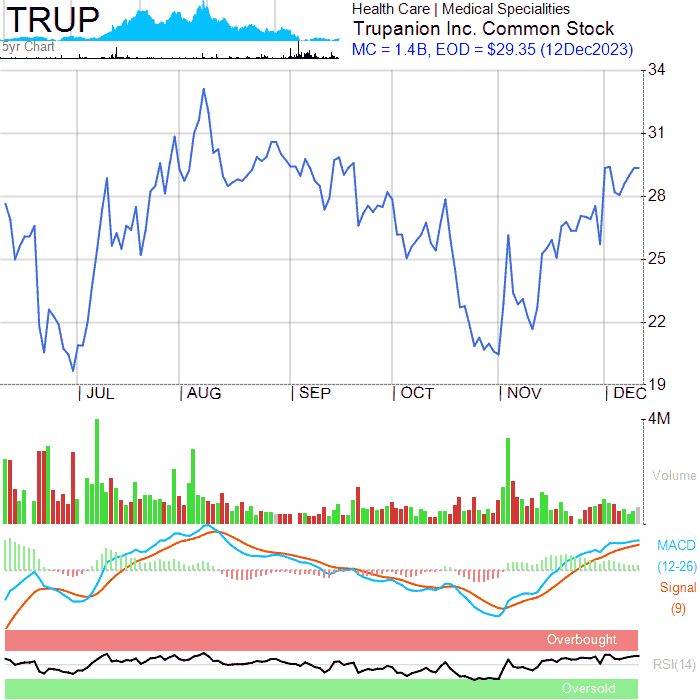 TRUP
5yr Chart
Health Care | Medical Specialities
Trupanion Inc. Common Stock
MC = 1.4B, EOD = $29.35 (12Dec2023)
34
31
28
25
22
19
| JUL | AUG | SEP | OCT | NOV | DEC
4M
Volume
MACD
(12-26)
Signal
(9)
Overbought
RSI(14)
Oversold